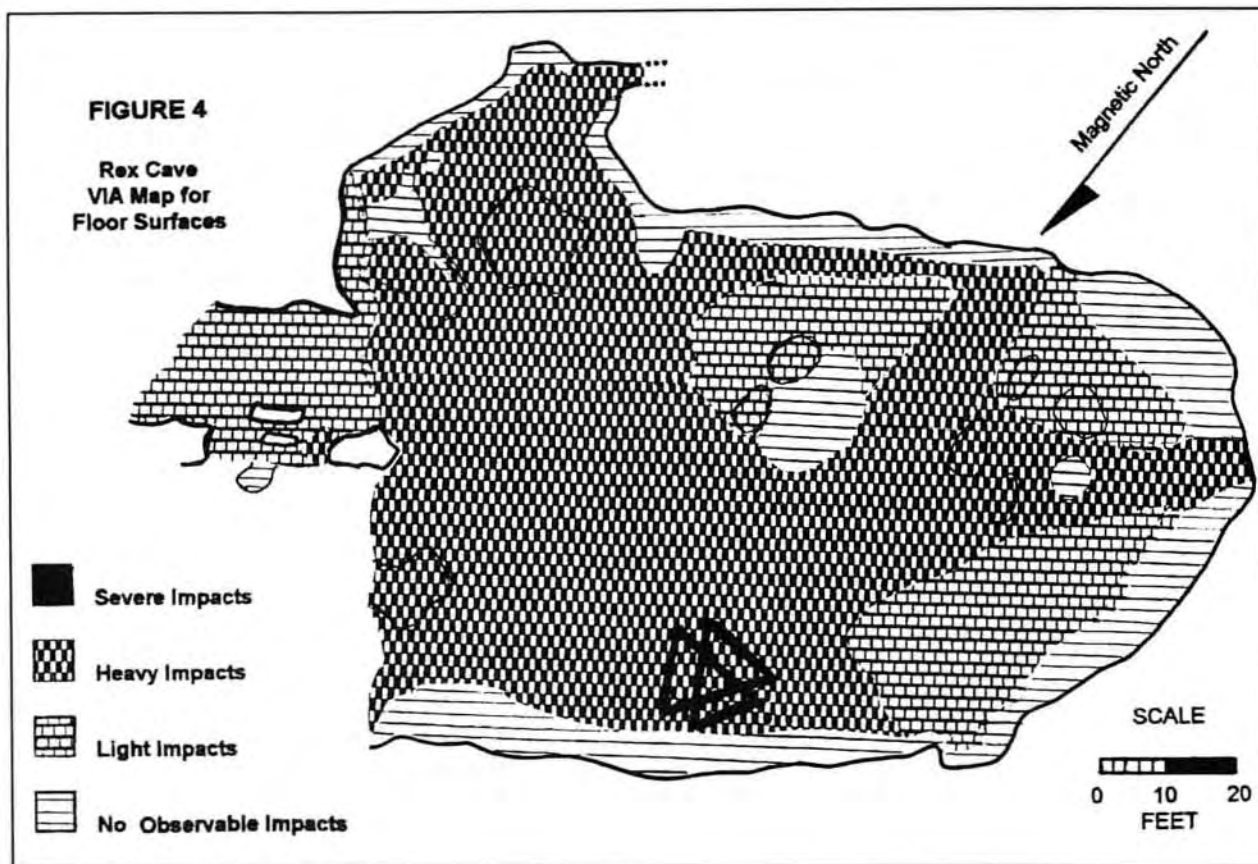 FIGURE 4
Rex Cave
VIA Map for
Floor Surfaces
Magnetic North
Severe Impacts
Heavy Impacts
Light Impacts
No Observable Impacts
SCALE
0 10 20
FEET